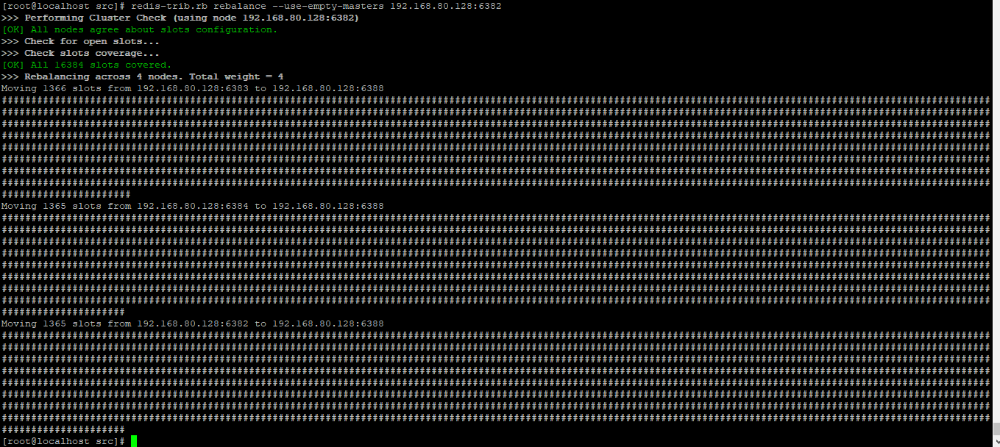 [root@localhost src]# redis-trib.rb rebalance --use-empty-masters 192.168.80.128:6382
>>> Performing Cluster Check (using node 192.168.80.128:6382)
[OK] All nodes agree about slots configuration.
>>> Check for open slots...
>>> Check slots coverage...
[OK] All 16384 slots covered.
>>> Rebalancing across 4 nodes. Total weight = 4
Moving 1366 slots from 192.168.80.128:6383 to 192.168.80.128:6388
########################################################################################################################################################################
########################################################################################################################################################################
########################################################################################################################################################################
########################################################################################################################################################################
########################################################################################################################################################################
########################################################################################################################################################################
########################################################################################################################################################################
########################################################################################################################################################################
######################
Moving 1365 slots from 192.168.80.128:6384 to 192.168.80.128:6388
########################################################################################################################################################################
########################################################################################################################################################################
########################################################################################################################################################################
########################################################################################################################################################################
########################################################################################################################################################################
########################################################################################################################################################################
########################################################################################################################################################################
########################################################################################################################################################################
#####################
Moving 1365 slots from 192.168.80.128:6382 to 192.168.80.128:6388
########################################################################################################################################################################
########################################################################################################################################################################
########################################################################################################################################################################
########################################################################################################################################################################
########################################################################################################################################################################
########################################################################################################################################################################
########################################################################################################################################################################
########################################################################################################################################################################
#####################
[root@localhost src]#